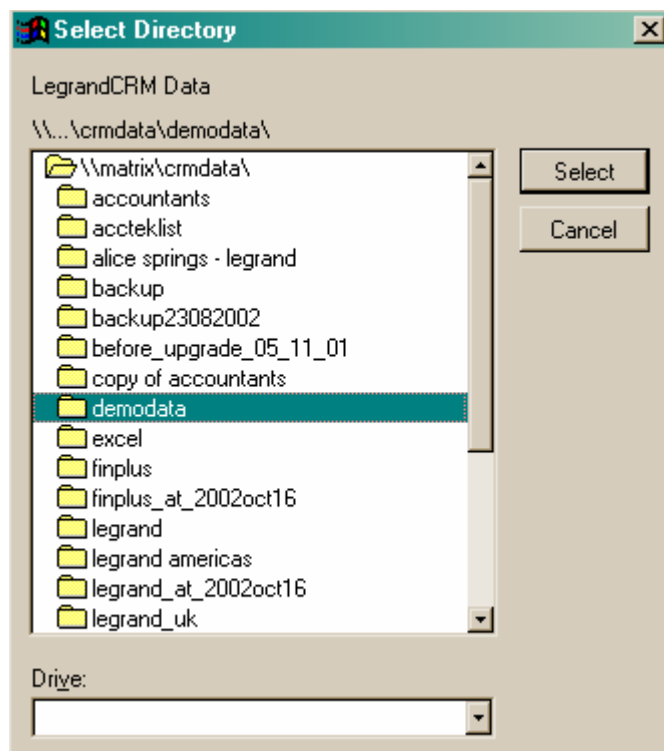 Select Directory
LegrandCRM Data
\\...\crmdata\demodata\
\\matrix\crmdata\
accountants
accteklist
alice springs - legrand
backup
backup23082002
before_upgrade_05_11_01
copy of accountants
demodata
excel
finplus
finplus_at_2002oct16
legrand
legrand americas
legrand_at_2002oct16
legrand_uk
Select
Cancel
Drive: